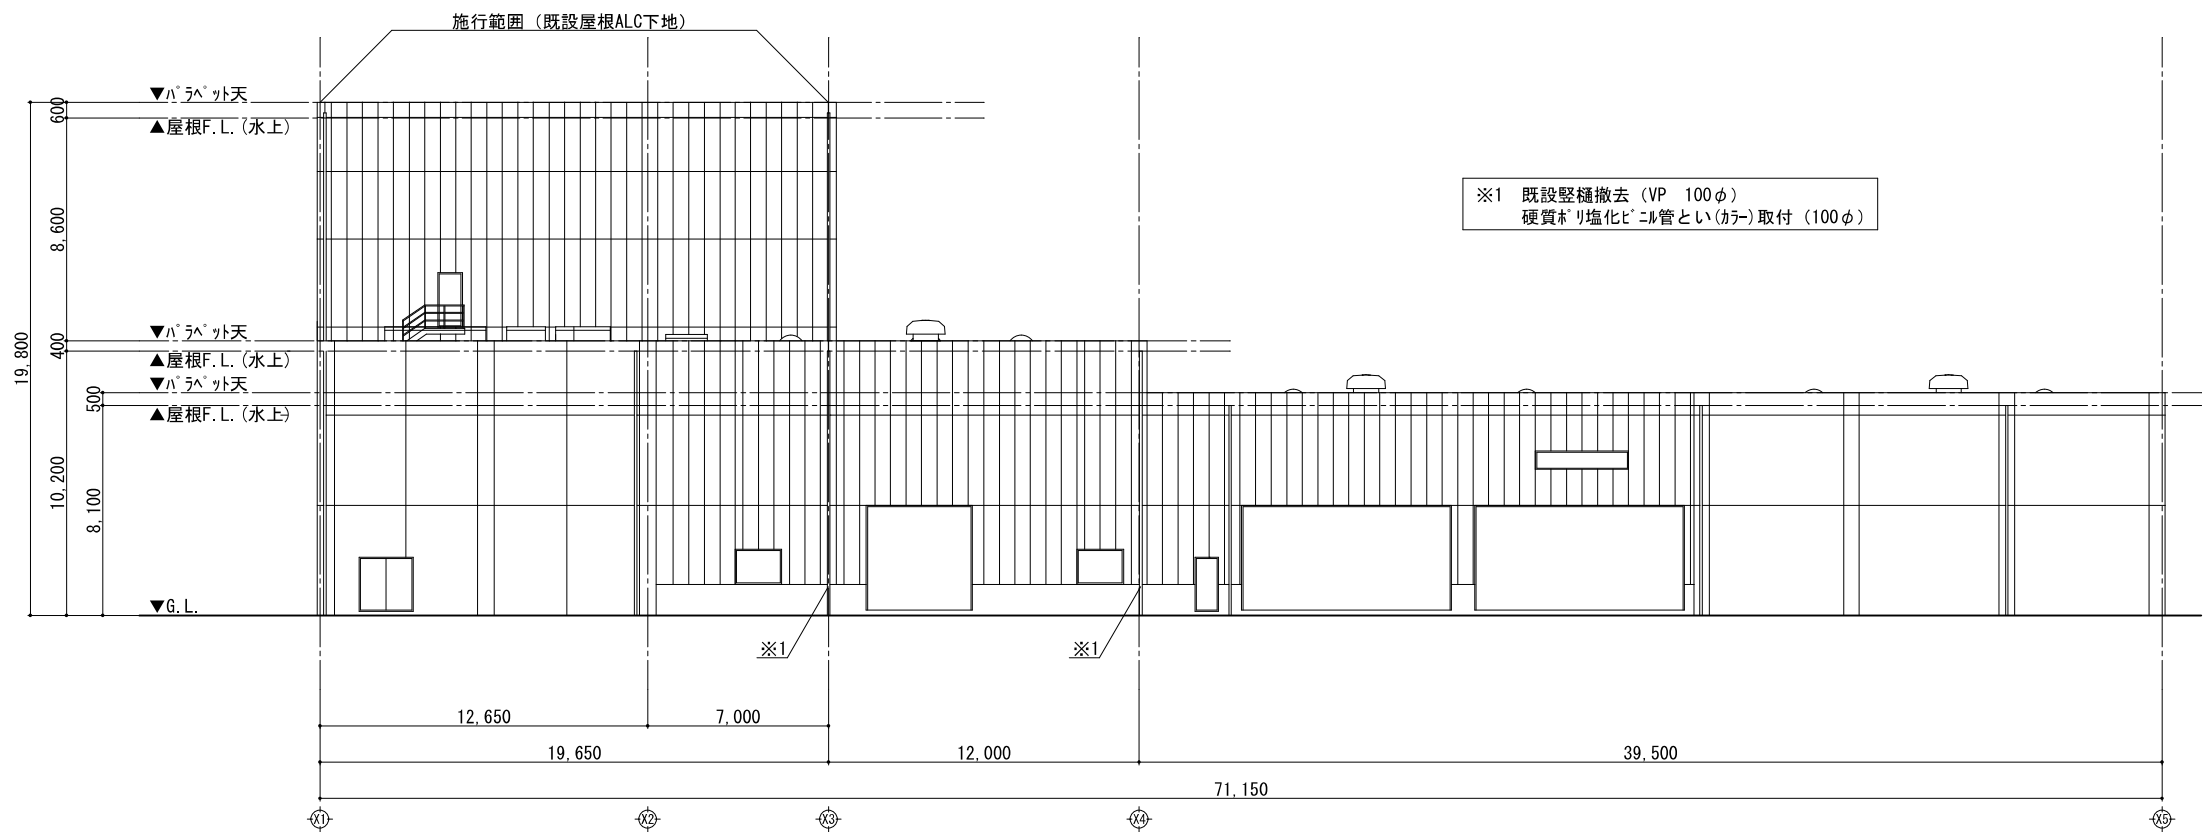 施行範囲（既設屋根ALC下地）
▼ﾊﾟﾗﾍﾟｯﾄ天
▲屋根F.L.(水上)
600
8,600
※1　既設竪樋撤去（VP　100φ）
硬質ﾎﾟﾘ塩化ﾋﾞﾆﾙ管とい(ｶﾗｰ)取付（100φ）
▼ﾊﾟﾗﾍﾟｯﾄ天
400
▲屋根F.L.(水上)
19,800
▼ﾊﾟﾗﾍﾟｯﾄ天
500
▲屋根F.L.(水上)
10,200
8,100
▼G.L.
※1
※1
12,650
7,000
19,650
12,000
39,500
71,150
X1
X2
X3
X4
X5